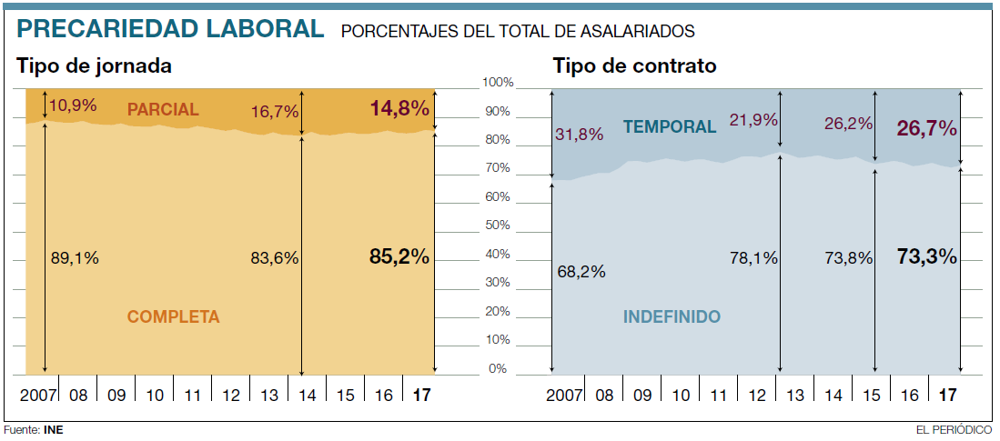 PRECARIEDAD LABORAL PORCENTAJES DEL TOTAL DE ASALARIADOS
Tipo de jornada
10,9%
PARCIAL
16,7%
14,8%
89,1%
83,6%
85,2%
COMPLETA
2007 08 09 10 11 12 13 14 15 16 17
100%
90%
80%
70%
60%
50%
40%
30%
20%
10%
0%
Tipo de contrato
31,8%
TEMPORAL
21,9%
26,2%
26,7%
68,2%
78,1%
73,8%
73,3%
INDEFINIDO
2007 08 09 10 11 12 13 14 15 16 17
Fuente: INE
EL PERIÓDICO